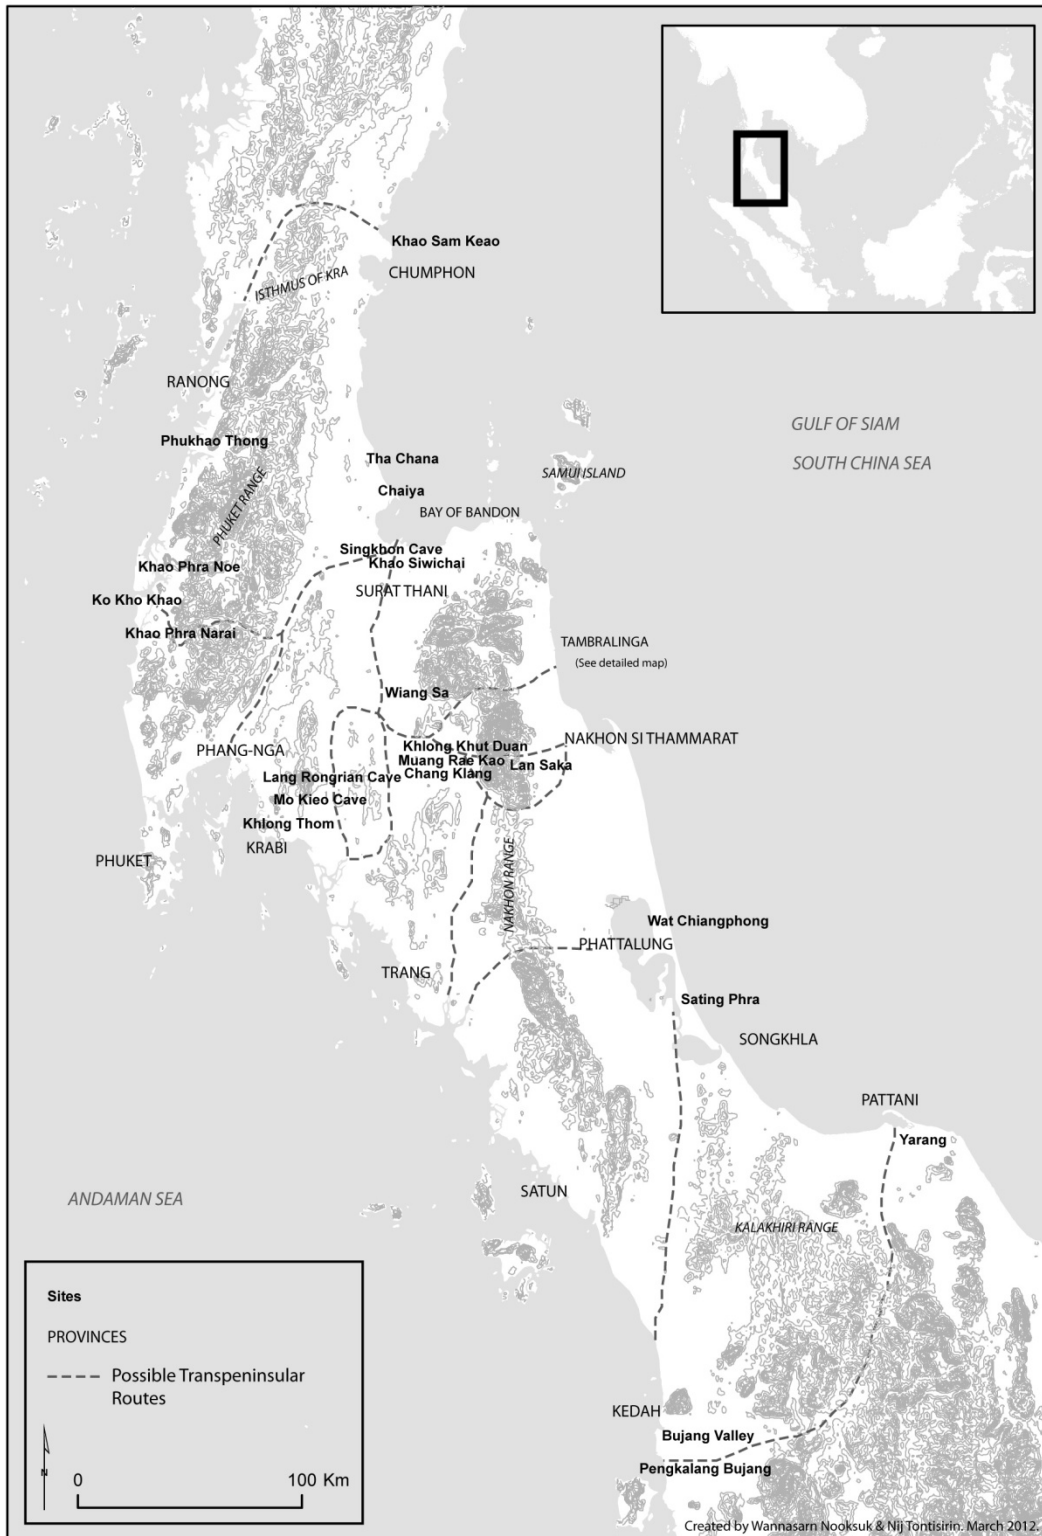 Khao Sam Keao
CHUMPHON
ISTHMUS OF KRA
RANONG
Phukhao Thong
PHUKET RANGE
Tha Chana
Chaiya
BAY OF BANDON
SAMUI ISLAND
GULF OF SIAM
SOUTH CHINA SEA
Singkhon Cave
Khao Siwichai
SURAT THANI
Khao Phra Noe
Ko Kho Khao
Khao Phra Narai
TAMBRALINGA
(See detailed map)
Wiang Sa
PHANG-NGA
NAKHON SI THAMMARAT
Khlong Khut Duan
Muang Rae Kao
Lan Saka
Chang Klang
Lang Rongrian Cave
Mo Kieo Cave
Khlong Thom
KRABI
PHUKET
NAKHON RANGE
Wat Chiangphong
PHATTALUNG
TRANG
Sating Phra
SONGKHLA
PATTANI
Yarang
SATUN
ANDAMAN SEA
KALAKHIRI RANGE
KEDAH
Bujang Valley
Pengkalang Bujang
Sites
PROVINCES
Possible Transpeninsular
Routes
N
0 100 Km
Created by Wannasarn Nooksuk & Nij Tontisirin. March 2012.